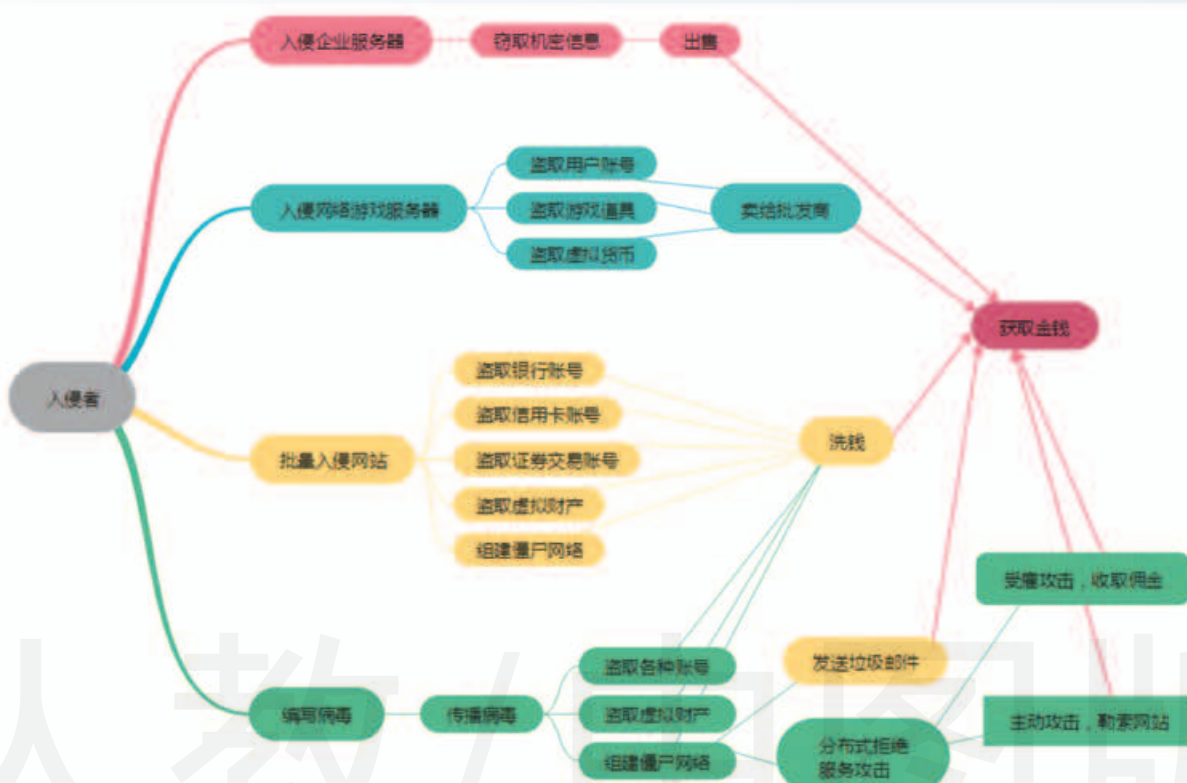 入侵企业服务器
窃取机密信息
出售
入侵网络游戏服务器
盗取用户账号
盗取游戏道具
盗取虚拟货币
卖给批发商
获取金钱
入侵者
批量入侵网站
盗取银行账号
盗取信用卡账号
盗取证券交易账号
盗取虚拟财产
组建僵尸网络
洗钱
受雇攻击，收取佣金
发送垃圾邮件
主动攻击，勒索网站
编写病毒
传播病毒
盗取各种账号
盗取虚拟财产
组建僵尸网络
分布式拒绝
服务攻击
人教/中图版